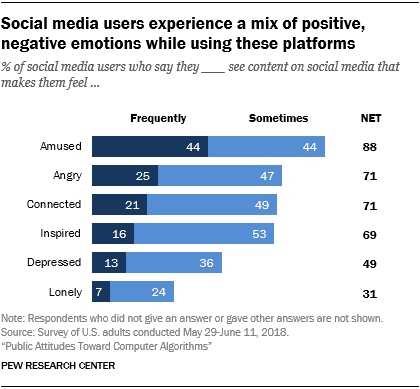 Social media users experience a mix of positive,
negative emotions while using these platforms
% of social media users who say they ___ see content on social media that
makes them feel ...
Frequently Sometimes NET
Amused 44 44 88
Angry 25 47 71
Connected 21 49 71
Inspired 16 53 69
Depressed 13 36 49
Lonely 7 24 31
Note: Respondents who did not give an answer or gave other answers are not shown.
Source: Survey of U.S. adults conducted May 29-June 11, 2018.
"Public Attitudes Toward Computer Algorithms"
PEW RESEARCH CENTER